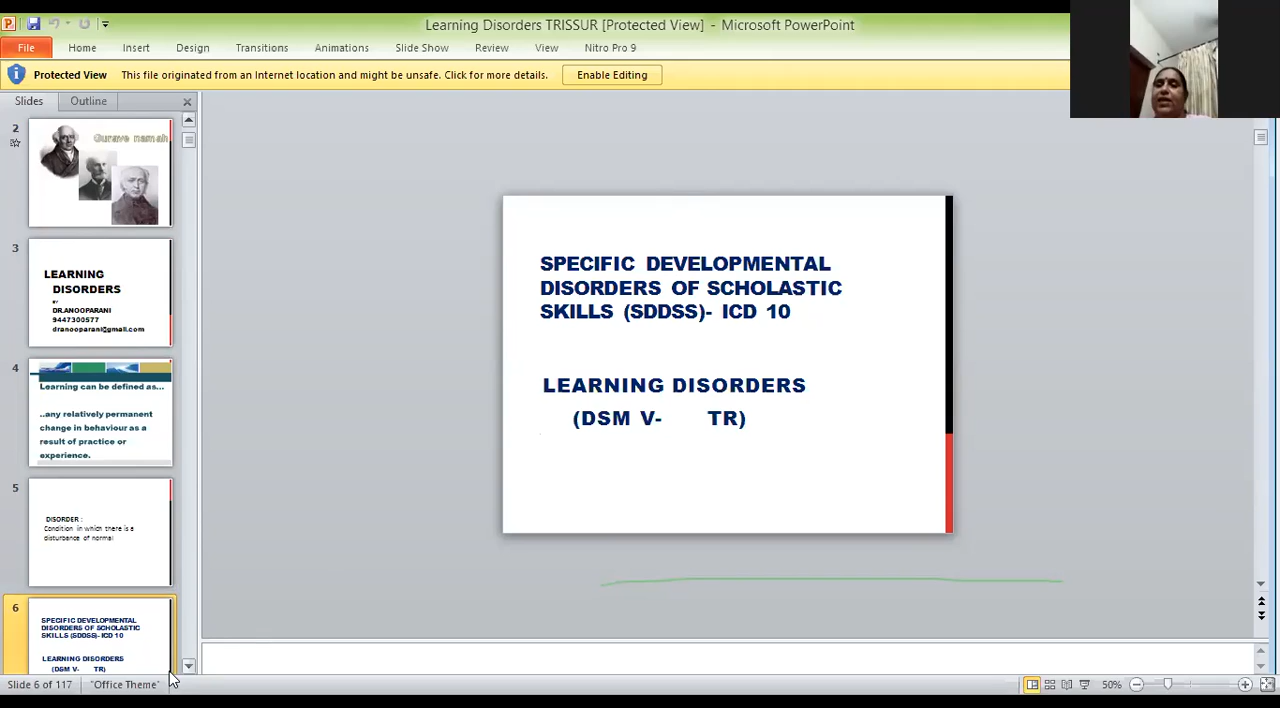 Learning Disorders TRISSUR [Protected View] - Microsoft PowerPoint
File Home Insert Design Transitions Animations Slide Show Review View Nitro Pro 9
Protected View This file originated from an Internet location and might be unsafe. Click for more details. Enable Editing
Slides Outline
2
Gurave namah
3
LEARNING
DISORDERS
BY
DR.ANOOPARANI
9447300577
dranooparani@gmail.com
4
Learning can be defined as...
..any relatively permanent
change in behaviour as a
result of practice or
experience.
5
DISORDER :
Condition in which there is a
disturbance of normal
6
SPECIFIC DEVELOPMENTAL
DISORDERS OF SCHOLASTIC
SKILLS (SDDSS)- ICD 10
LEARNING DISORDERS
(DSM V- TR)
SPECIFIC DEVELOPMENTAL
DISORDERS OF SCHOLASTIC
SKILLS (SDDSS)- ICD 10
LEARNING DISORDERS
(DSM V- TR)
Slide 6 of 117 "Office Theme" 50%